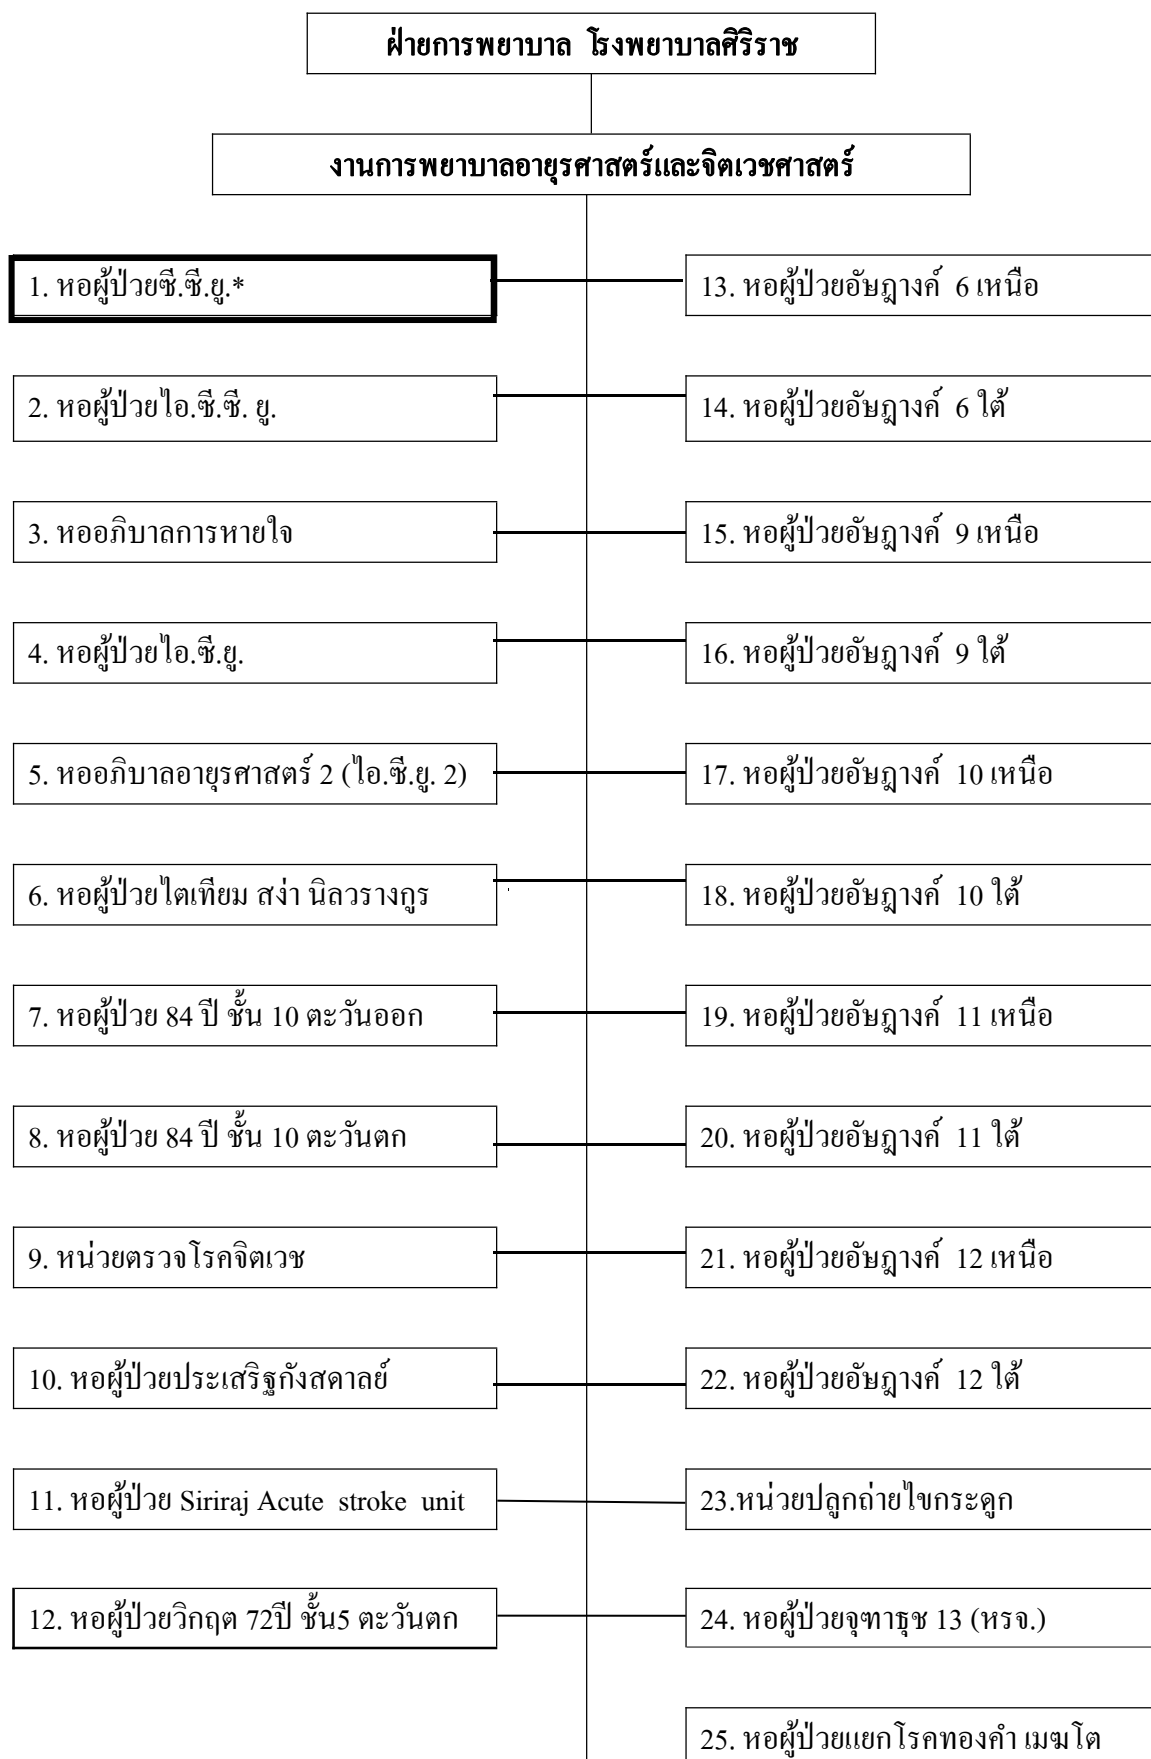 ฝ่ายการพยาบาล โรงพยาบาลศิริราช
งานการพยาบาลอายุรศาสตร์และจิตเวชศาสตร์
1. หอผู้ป่วยซี.ซี.ยู.*
2. หอผู้ป่วยไอ.ซี.ซี. ยู.
3. หออภิบาลการหายใจ
4. หอผู้ป่วยไอ.ซี.ยู.
5. หออภิบาลอายุรศาสตร์ 2 (ไอ.ซี.ยู. 2)
6. หอผู้ป่วยไตเทียม สง่า นิลวรางกูร
7. หอผู้ป่วย 84 ปี ชั้น 10 ตะวันออก
8. หอผู้ป่วย 84 ปี ชั้น 10 ตะวันตก
9. หน่วยตรวจโรคจิตเวช
10. หอผู้ป่วยประเสริฐกังสดาลย์
11. หอผู้ป่วย Siriraj Acute stroke unit
12. หอผู้ป่วยวิกฤต 72ปี ชั้น5 ตะวันตก
13. หอผู้ป่วยอัษฎางค์ 6 เหนือ
14. หอผู้ป่วยอัษฎางค์ 6 ใต้
15. หอผู้ป่วยอัษฎางค์ 9 เหนือ
16. หอผู้ป่วยอัษฎางค์ 9 ใต้
17. หอผู้ป่วยอัษฎางค์ 10 เหนือ
18. หอผู้ป่วยอัษฎางค์ 10 ใต้
19. หอผู้ป่วยอัษฎางค์ 11 เหนือ
20. หอผู้ป่วยอัษฎางค์ 11 ใต้
21. หอผู้ป่วยอัษฎางค์ 12 เหนือ
22. หอผู้ป่วยอัษฎางค์ 12 ใต้
23.หน่วยปลูกถ่ายไขกระดูก
24. หอผู้ป่วยจุฑาธุช 13 (หรจ.)
25. หอผู้ป่วยแยกโรคทองคำ เมฆโต